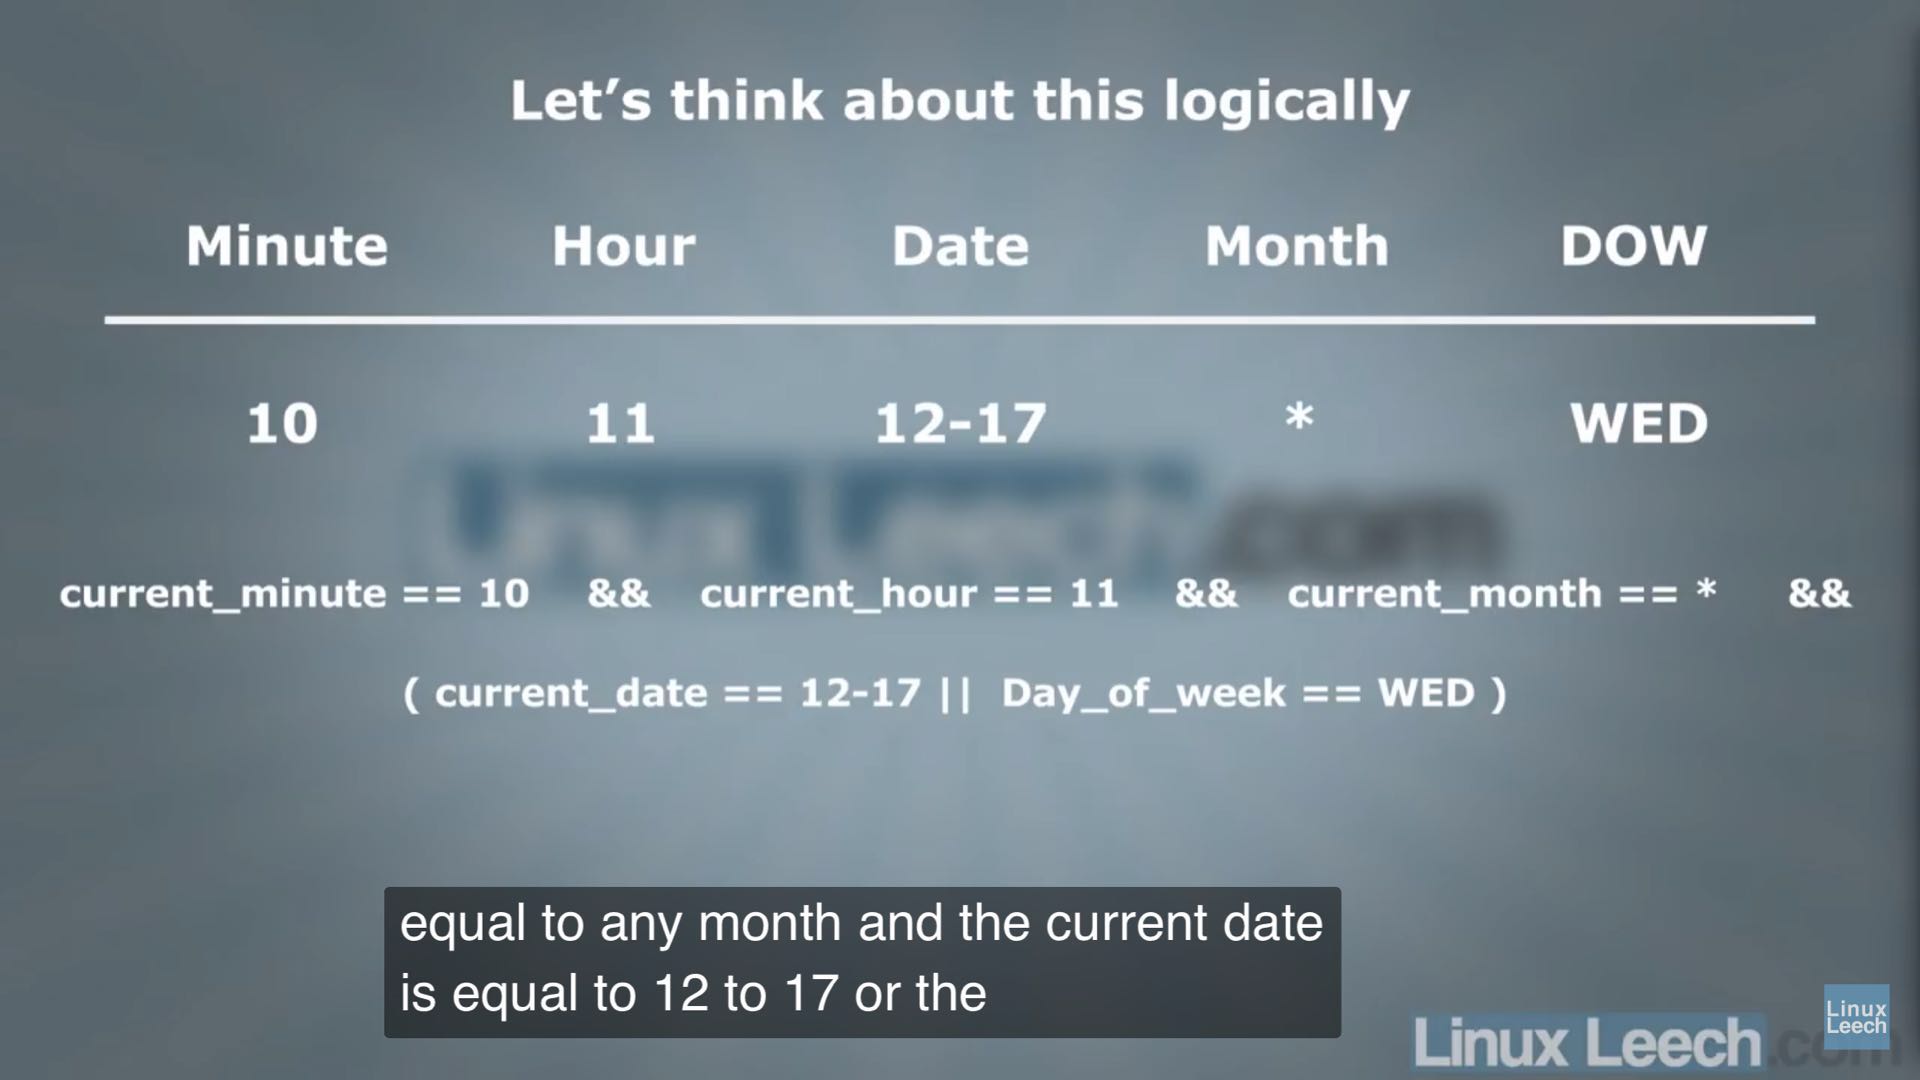 Let's think about this logically
Minute Hour Date Month DOW
10 11 12-17 * WED
current_minute == 10 && current_hour == 11 && current_month == * &&
( current_date == 12-17 || Day_of_week == WED )
equal to any month and the current date
is equal to 12 to 17 or the
Linux
Leech
Linux Leech.com